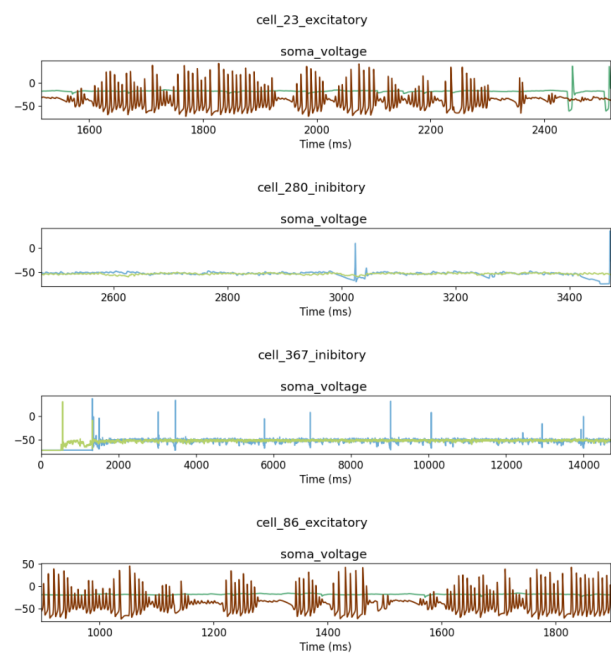 cell_23_excitatory
soma_voltage
0
−50
1600 1800 2000 2200 2400
Time (ms)
cell_280_inibitory
soma_voltage
0
−50
2600 2800 3000 3200 3400
Time (ms)
cell_367_inibitory
soma_voltage
0
−50
0 2000 4000 6000 8000 10000 12000 14000
Time (ms)
cell_86_excitatory
soma_voltage
50
0
−50
1000 1200 1400 1600 1800
Time (ms)